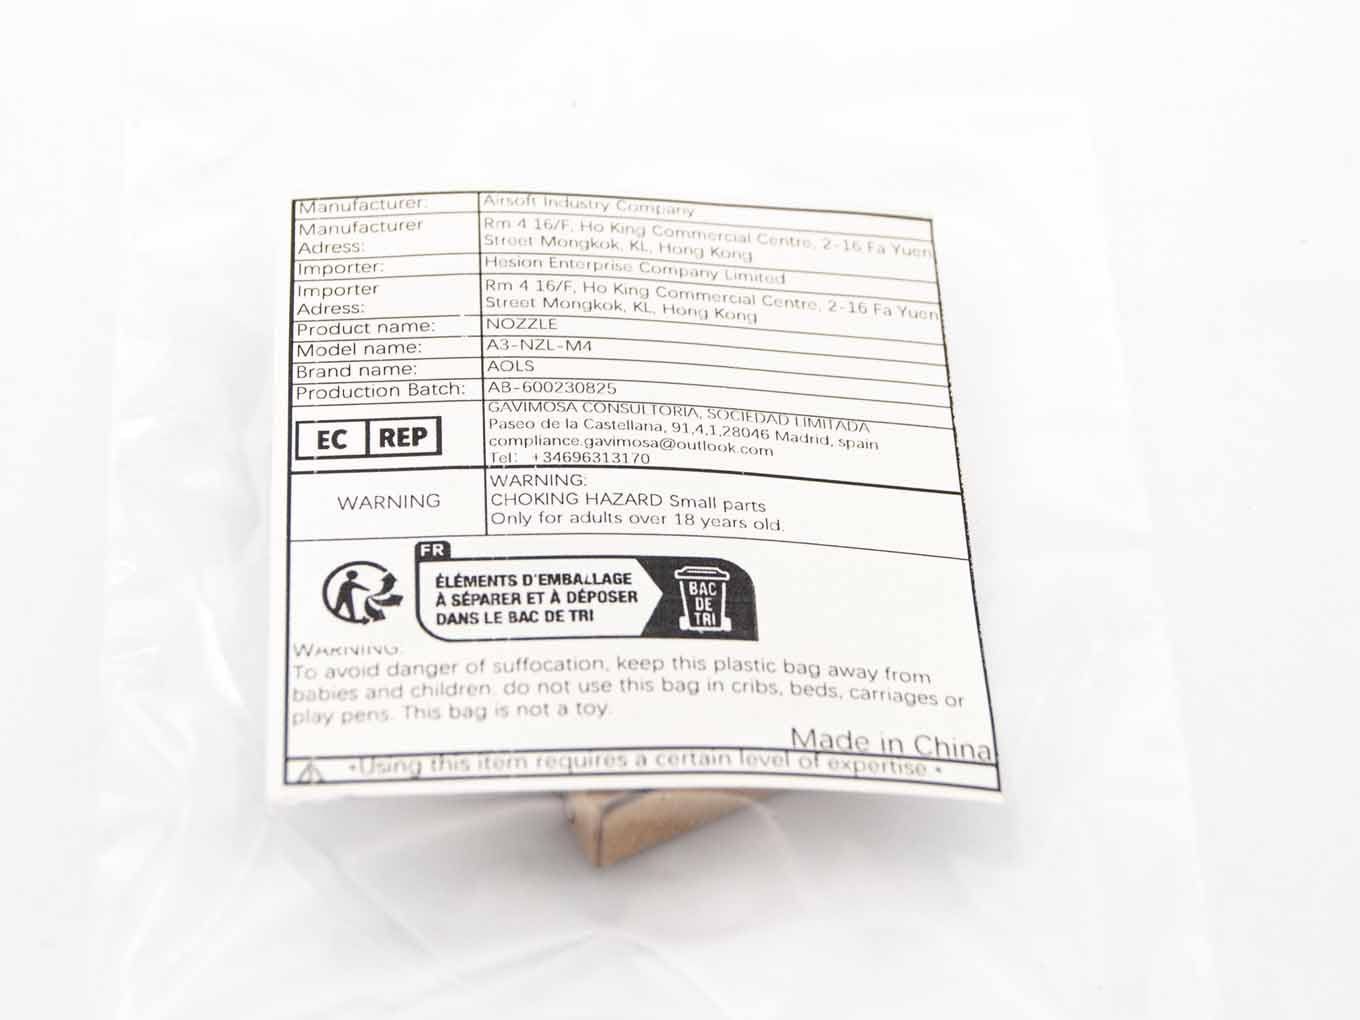 Manufacturer: Airsoft Industry Company
Manufacturer Adress: Rm 4 16/F, Ho King Commercial Centre, 2-16 Fa Yuen
Street Mongkok, KL, Hong Kong
Importer: Hesion Enterprise Company Limited
Importer Adress: Rm 4 16/F, Ho King Commercial Centre, 2-16 Fa Yuen
Street Mongkok, KL, Hong Kong
Product name: NOZZLE
Model name: A3-NZL-M4
Brand name: AOLS
Production Batch: AB-600230825
EC REP
GAVIMOSA CONSULTORIA, SOCIEDAD LIMITADA
Paseo de la Castellana, 91,4,1,28046 Madrid, spain
compliance.gavimosa@outlook.com
Tel: +34696313170
WARNING
WARNING:
CHOKING HAZARD Small parts
Only for adults over 18 years old.
FR
ÉLÉMENTS D'EMBALLAGE
À SÉPARER ET À DÉPOSER
DANS LE BAC DE TRI
BAC
DE
TRI
WARNING:
To avoid danger of suffocation, keep this plastic bag away from
babies and children. do not use this bag in cribs, beds, carriages or
play pens. This bag is not a toy.
Made in China
•Using this item requires a certain level of expertise •